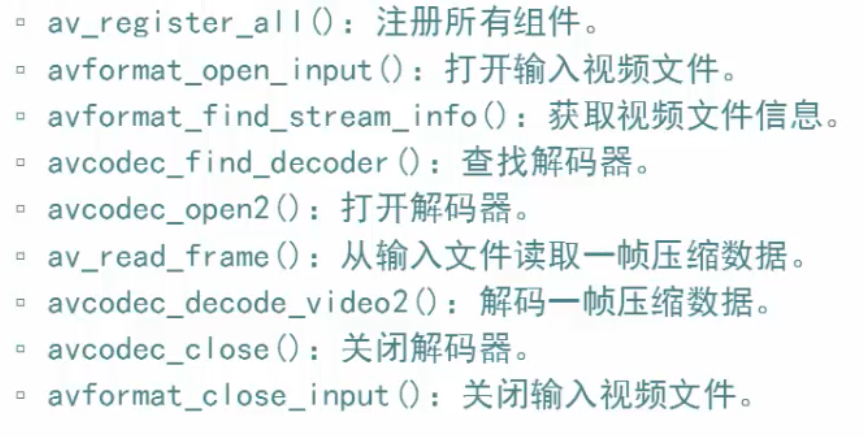 av_register_all()：注册所有组件。
avformat_open_input()：打开输入视频文件。
avformat_find_stream_info()：获取视频文件信息。
avcodec_find_decoder()：查找解码器。
avcodec_open2()：打开解码器。
av_read_frame()：从输入文件读取一帧压缩数据。
avcodec_decode_video2()：解码一帧压缩数据。
avcodec_close()：关闭解码器。
avformat_close_input()：关闭输入视频文件。